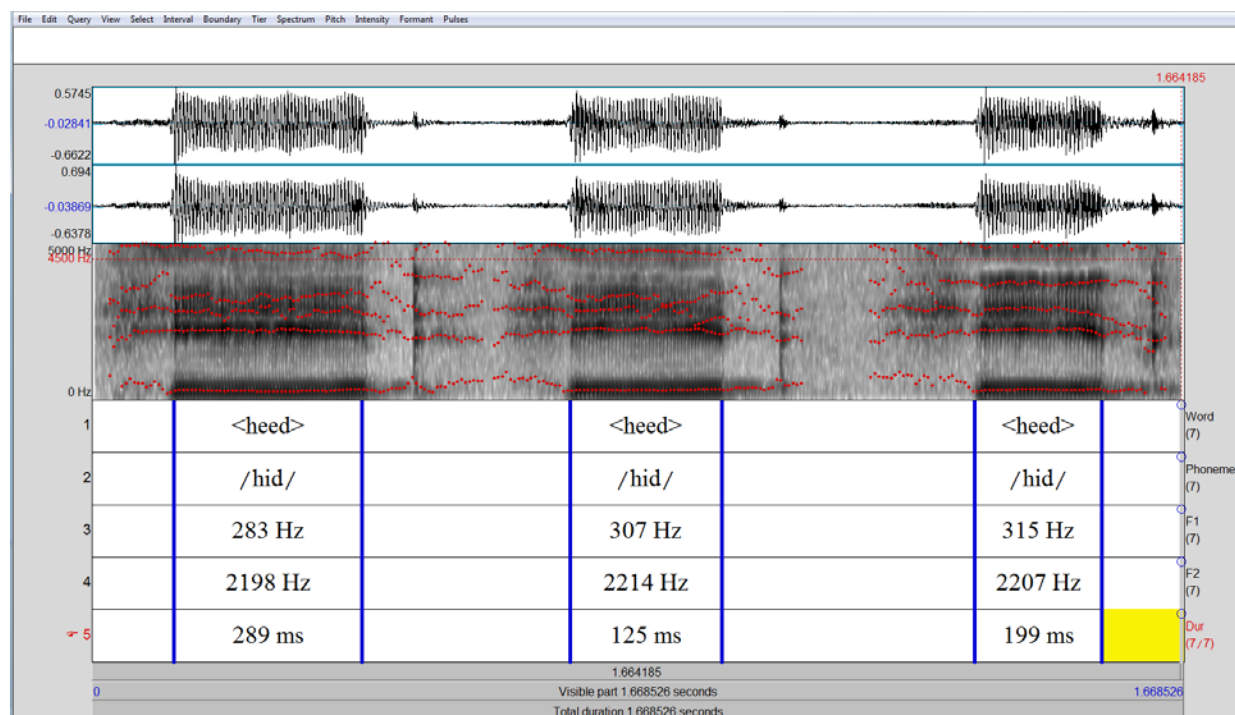 File Edit Query View Select Interval Boundary Tier Spectrum Pitch Intensity Formant Pulses
1.664185
0.5745
-0.02841
-0.6622
0.694
-0.03869
-0.6378
5000 Hz
4500 Hz
0 Hz
1 <heed> <heed> <heed> Word (7)
2 /hid/ /hid/ /hid/ Phoneme (7)
3 283 Hz 307 Hz 315 Hz F1 (7)
4 2198 Hz 2214 Hz 2207 Hz F2 (7)
5 289 ms 125 ms 199 ms Dur (7/7)
1.664185
0 Visible part 1.668526 seconds 1.668526
Total duration 1.668526 seconds